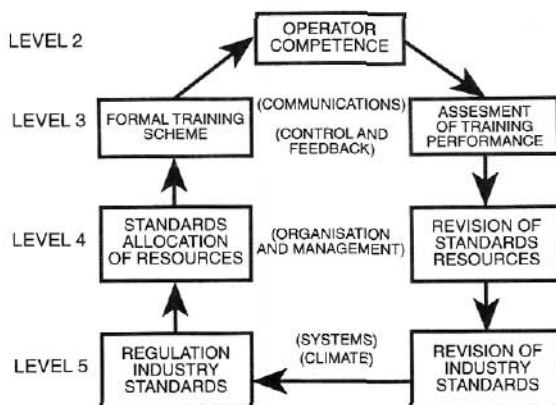 LEVEL 2
OPERATOR
COMPETENCE
LEVEL 3
FORMAL TRAINING
SCHEME
(COMMUNICATIONS)
(CONTROL AND
FEEDBACK)
ASSESMENT
OF TRAINING
PERFORMANCE
LEVEL 4
STANDARDS
ALLOCATION
OF RESOURCES
(ORGANISATION
AND MANAGEMENT)
REVISION OF
STANDARDS
RESOURCES
LEVEL 5
REGULATION
INDUSTRY
STANDARDS
(SYSTEMS)
(CLIMATE)
REVISION OF
INDUSTRY
STANDARDS